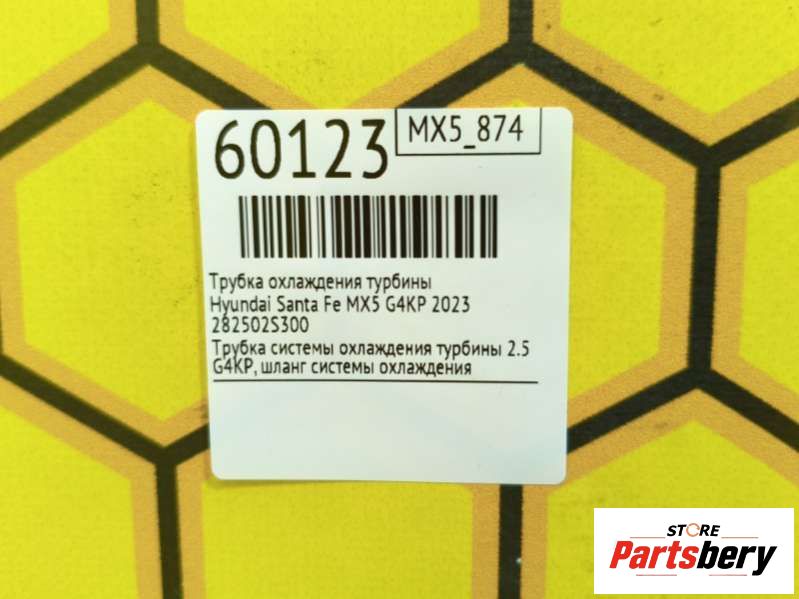 60123
MX5_874
Трубка охлаждения турбины
Hyundai Santa Fe MX5 G4KP 2023
282502S300
Трубка системы охлаждения турбины 2.5
G4KP, шланг системы охлаждения
STORE
Partsbery